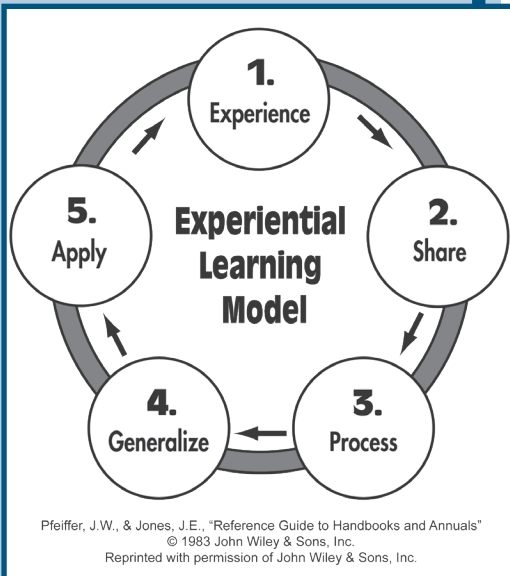 1.
Experience
2.
Share
3.
Process
4.
Generalize
5.
Apply
Experiential
Learning
Model
Pfeiffer, J.W., & Jones, J.E., “Reference Guide to Handbooks and Annuals”
© 1983 John Wiley & Sons, Inc.
Reprinted with permission of John Wiley & Sons, Inc.